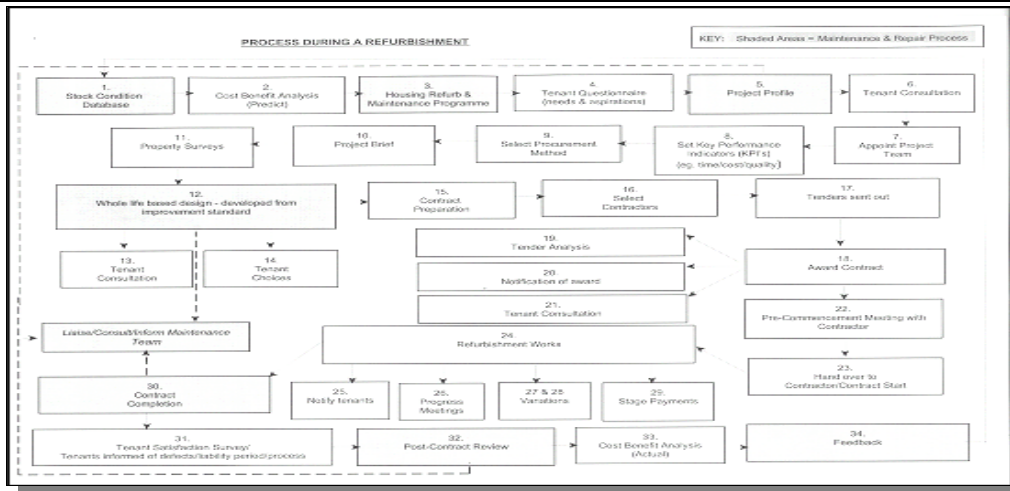 PROCESS DURING A REFURBISHMENT
KEY: Shaded Areas = Maintenance & Repair Process
1.
Stock Condition
Database
2.
Cost Benefit Analysis
(Predict)
3.
Housing Refurb &
Maintenance Programme
4.
Tenant Questionnaire
(needs & aspirations)
5.
Project Profile
6.
Tenant Consultation
11.
Property Surveys
10.
Project Brief
9.
Select Procurement
Method
8.
Set Key Performance
Indicators (KPI's)
(eg. time/cost/quality)
7.
Appoint Project
Team
12.
Whole life based design - developed from
improvement standard
15.
Contract
Preparation
16.
Select
Contractors
17.
Tenders sent out
13.
Tenant
Consultation
14.
Tenant
Choices
19.
Tender Analysis
20.
Notification of award
21.
Tenant Consultation
18.
Award Contract
22.
Pre-Commencement Meeting with
Contractor
Liaise/Consult/Inform Maintenance
Team
24.
Refurbishment Works
23.
Hand over to
Contractor/Contract Start
30.
Contract
Completion
25.
Notify tenants
26.
Progress
Meetings
27 & 28
Variations
29.
Stage Payments
31.
Tenant Satisfaction Survey/
Tenants informed of defects/liability period/process
32.
Post-Contract Review
33.
Cost Benefit Analysis
(Actual)
34.
Feedback